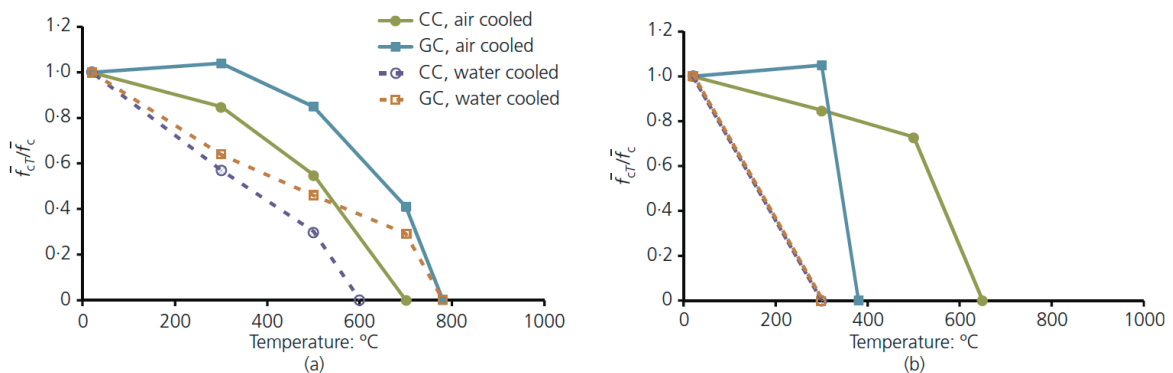 1·2
1·0
0·8
0·6
0·4
0·2
0
f̄cT/f̄c
0 200 400 600 800 1000
Temperature: ºC
(a)
CC, air cooled
GC, air cooled
CC, water cooled
GC, water cooled
1·2
1·0
0·8
0·6
0·4
0·2
0
f̄cT/f̄c
0 200 400 600 800 1000
Temperature: ºC
(b)